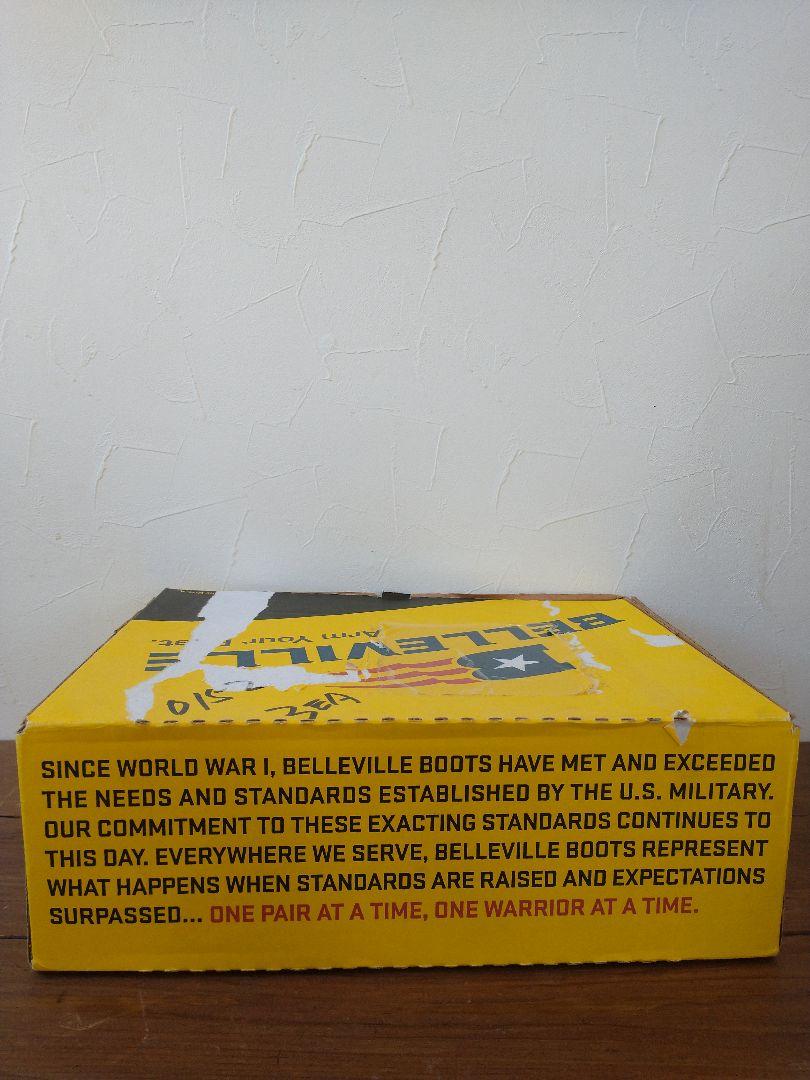 BELLEVILLE
Arm Your Feet.
SINCE WORLD WAR I, BELLEVILLE BOOTS HAVE MET AND EXCEEDED
THE NEEDS AND STANDARDS ESTABLISHED BY THE U.S. MILITARY.
OUR COMMITMENT TO THESE EXACTING STANDARDS CONTINUES TO
THIS DAY. EVERYWHERE WE SERVE, BELLEVILLE BOOTS REPRESENT
WHAT HAPPENS WHEN STANDARDS ARE RAISED AND EXPECTATIONS
SURPASSED... ONE PAIR AT A TIME, ONE WARRIOR AT A TIME.